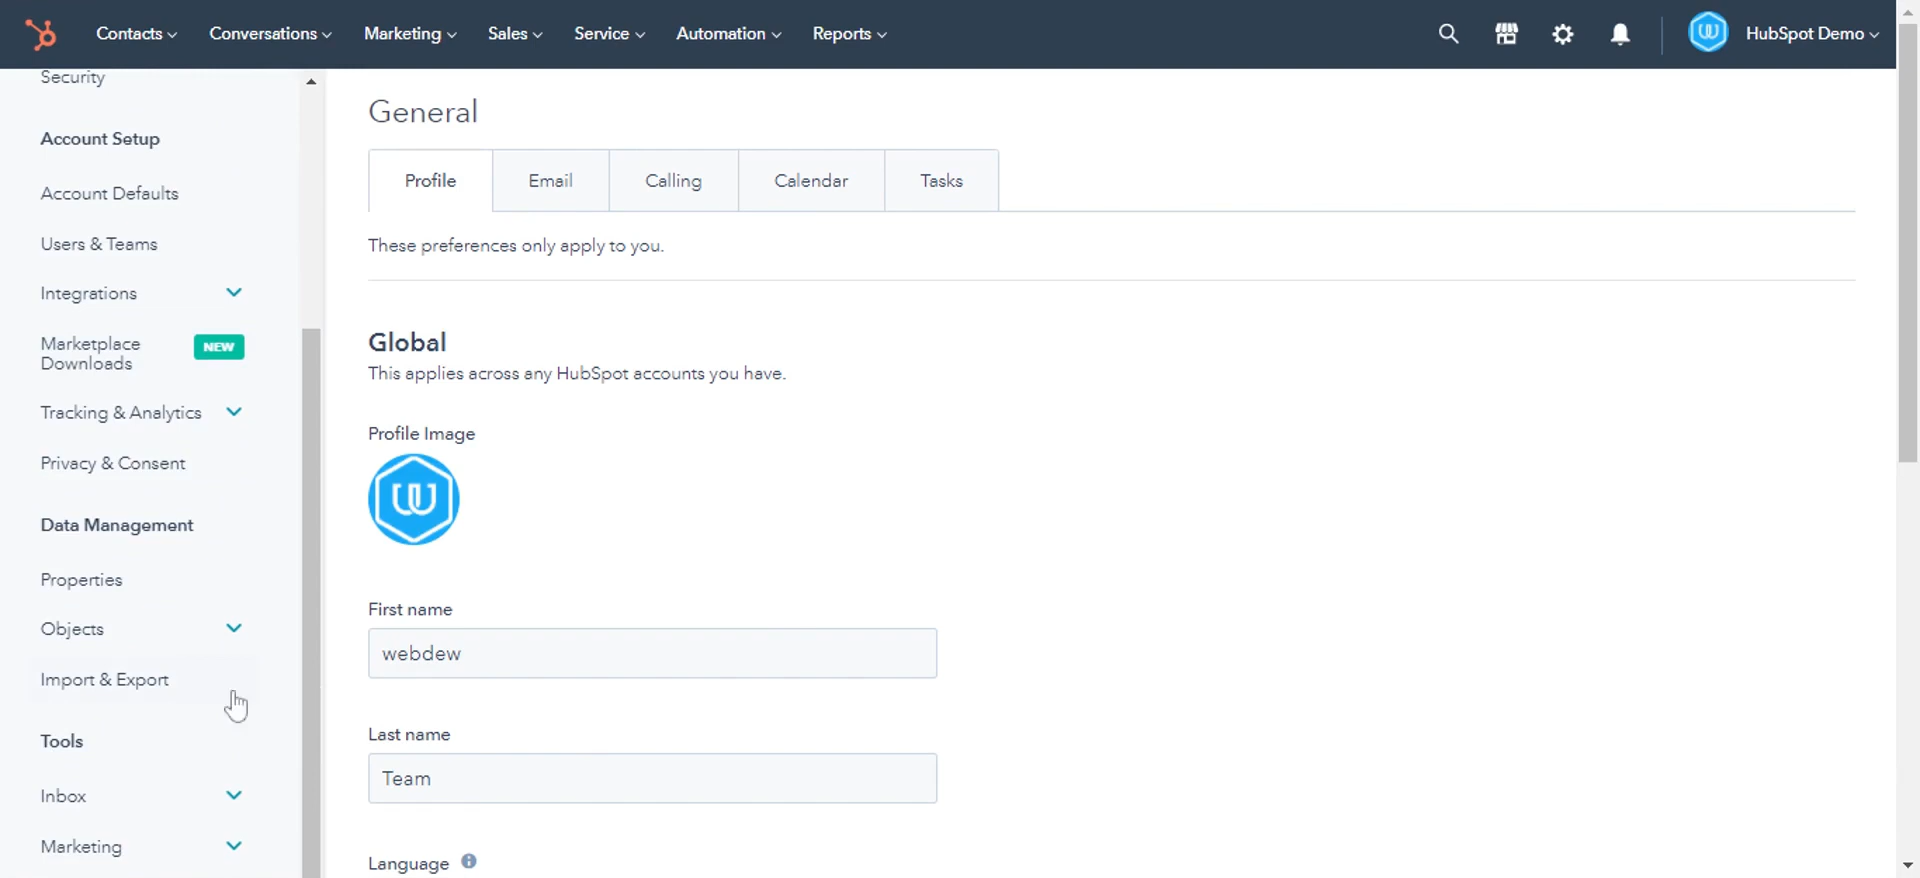 Contacts
Conversations
Marketing
Sales
Service
Automation
Reports
HubSpot Demo
Security
Account Setup
Account Defaults
Users & Teams
Integrations
Marketplace
Downloads
NEW
Tracking & Analytics
Privacy & Consent
Data Management
Properties
Objects
Import & Export
Tools
Inbox
Marketing
General
Profile
Email
Calling
Calendar
Tasks
These preferences only apply to you.
Global
This applies across any HubSpot accounts you have.
Profile Image
First name
webdew
Last name
Team
Language